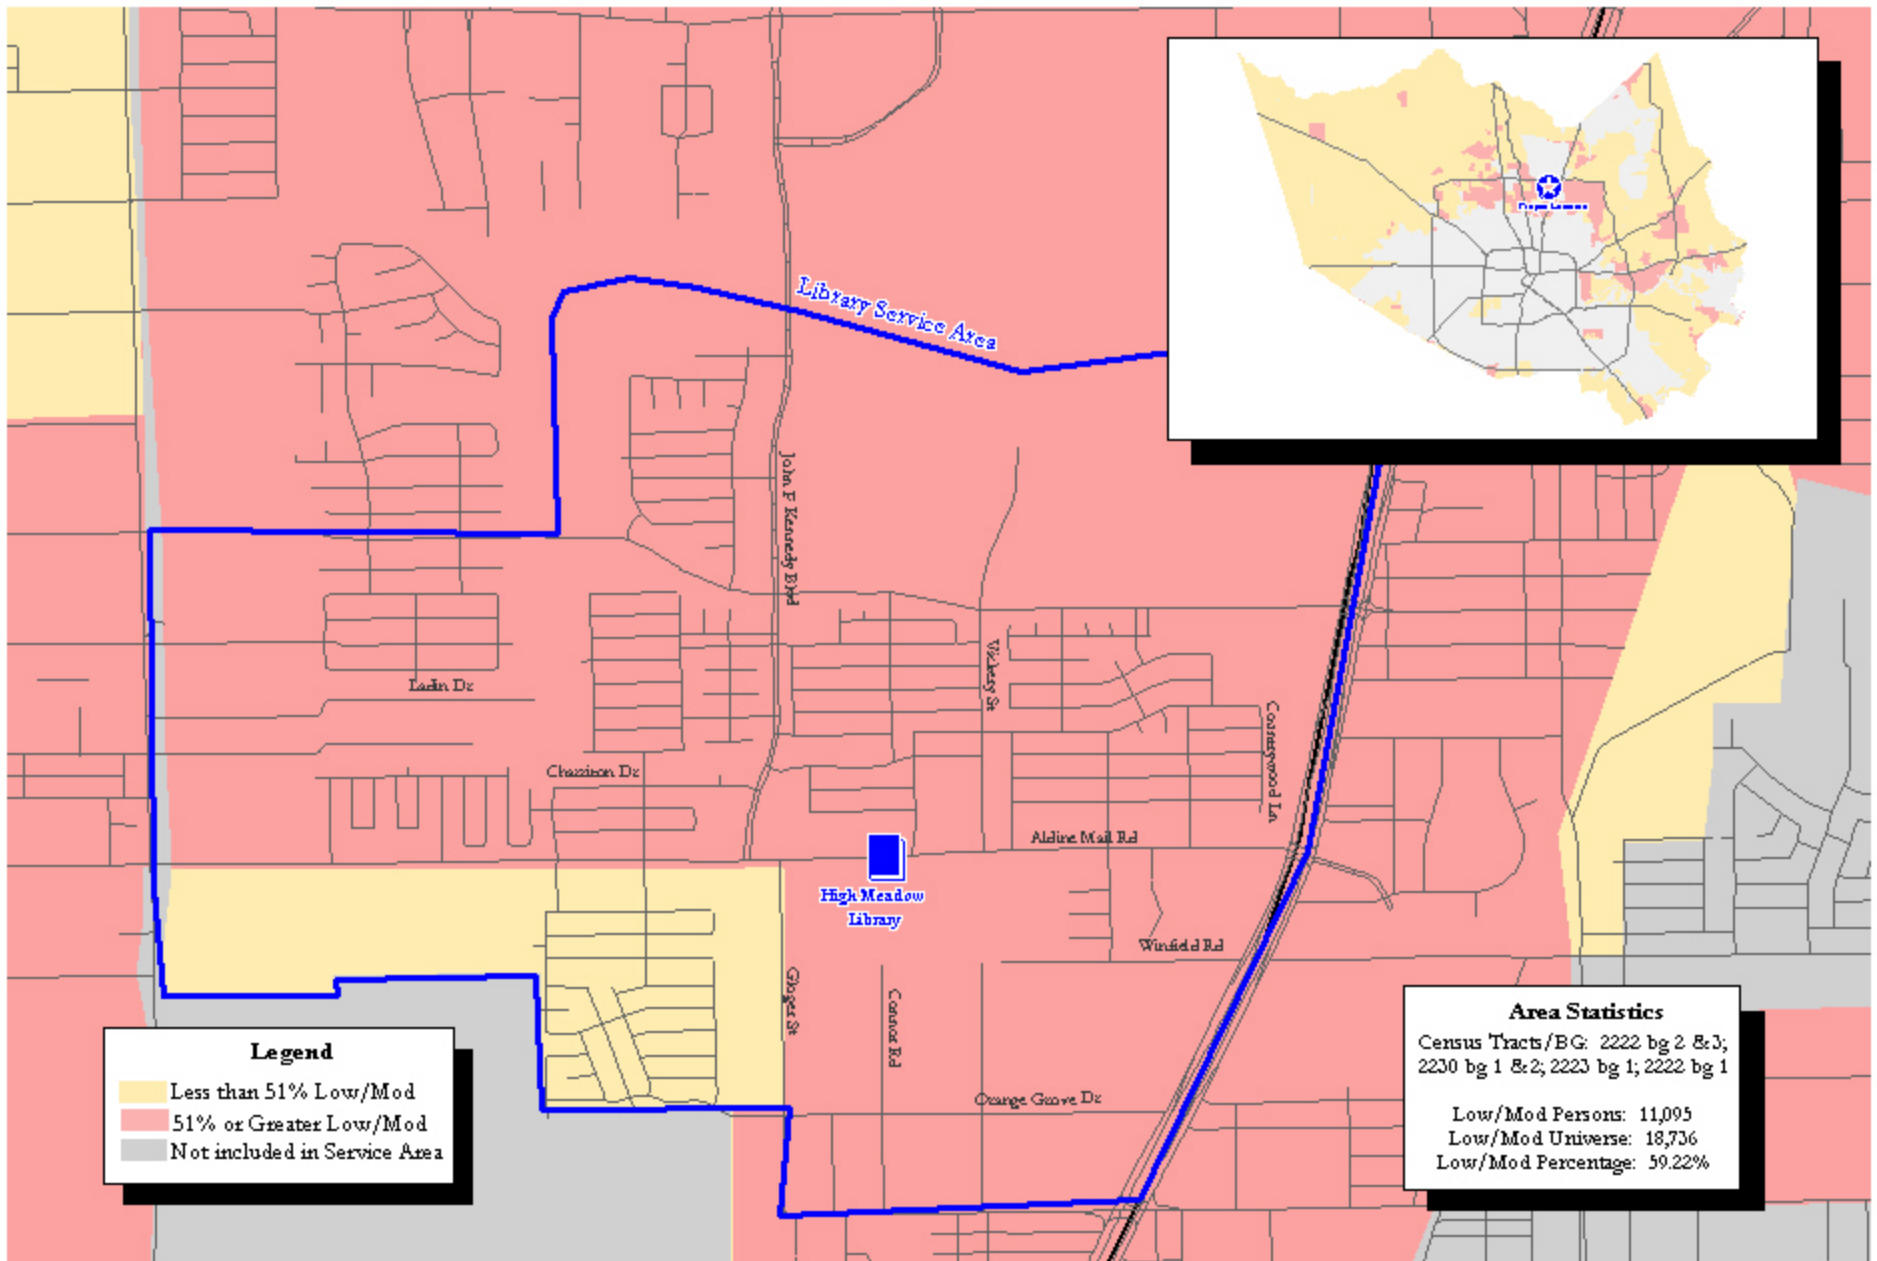 Library Service Area
John F Kennedy Blvd
Vickery St
Ladin Dr
Charriton Dr
Connerywood Ln
Aldine Mail Rd
High Meadow
Library
Winfield Rd
Gloger St
Connor Rd
Orange Grove Dr
Legend
Less than 51% Low/Mod
51% or Greater Low/Mod
Not included in Service Area
Area Statistics
Census Tracts/BG: 2222 bg 2 &3;
2230 bg 1 &2; 2223 bg 1; 2222 bg 1
Low/Mod Persons: 11,095
Low/Mod Universe: 18,736
Low/Mod Percentage: 59.22%